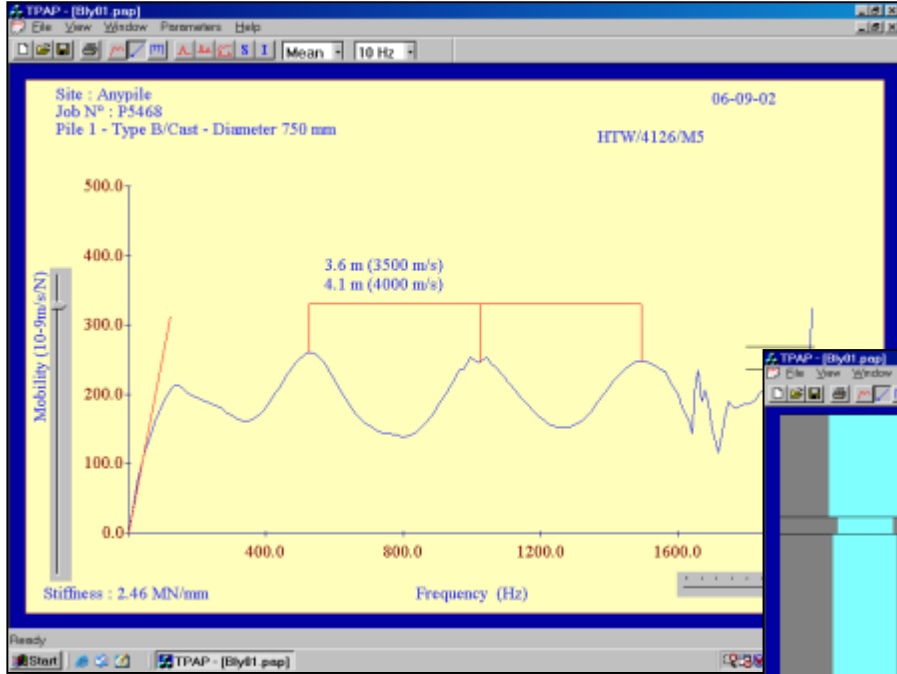 TPAP - [Bly01.pap]
File View Window Parameters Help
S I Mean 10 Hz
Site : Anypile
Job N° : P5468
Pile 1 - Type B/Cast - Diameter 750 mm
06-09-02
HTW/4126/M5
500.0
400.0
300.0
200.0
100.0
0.0
Mobility (10-9m/s/N)
3.6 m (3500 m/s)
4.1 m (4000 m/s)
400.0
800.0
1200.0
1600.0
Stiffness : 2.46 MN/mm
Frequency (Hz)
TPAP - [Bly01.pap]
File View Window
Ready
Start
TPAP - [Bly01.pap]